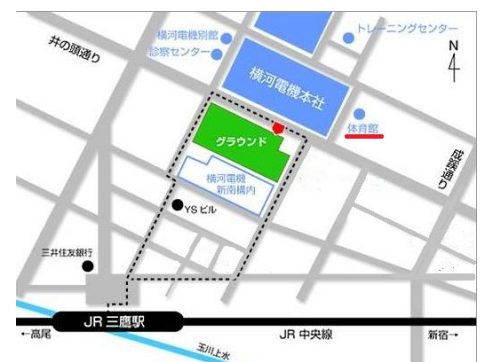 トレーニングセンター
横河電機別館
診察センター
井の頭通り
N
横河電機本社
体育館
グラウンド
成蹊通り
横河電機
新南構内
YSビル
三井住友銀行
JR 三鷹駅
←高尾
JR 中央線
新宿→
玉川上水